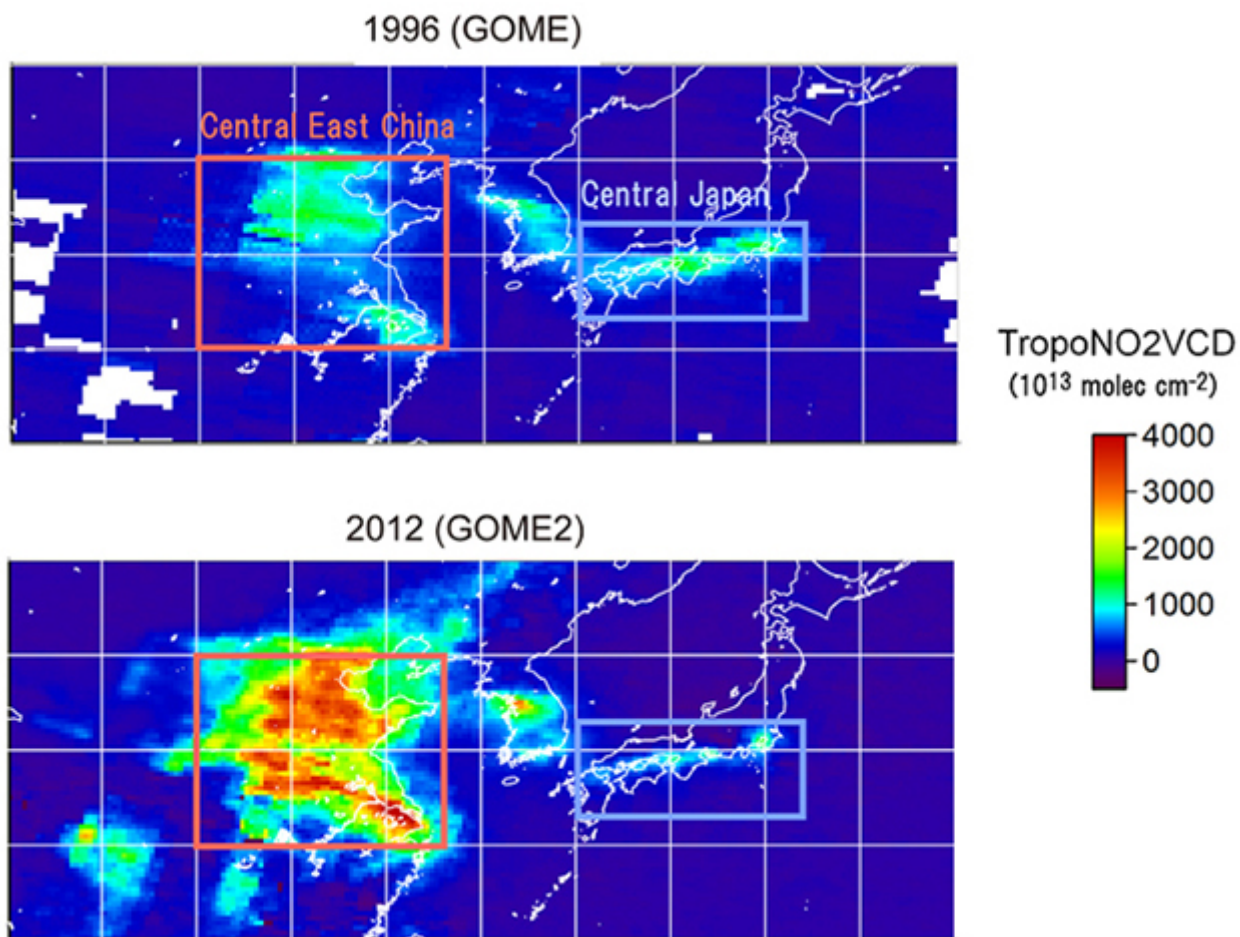 1996 (GOME)
Central East China
Central Japan
TropoNO2VCD
(10¹³ molec cm⁻²)
4000
3000
2000
1000
0
2012 (GOME2)